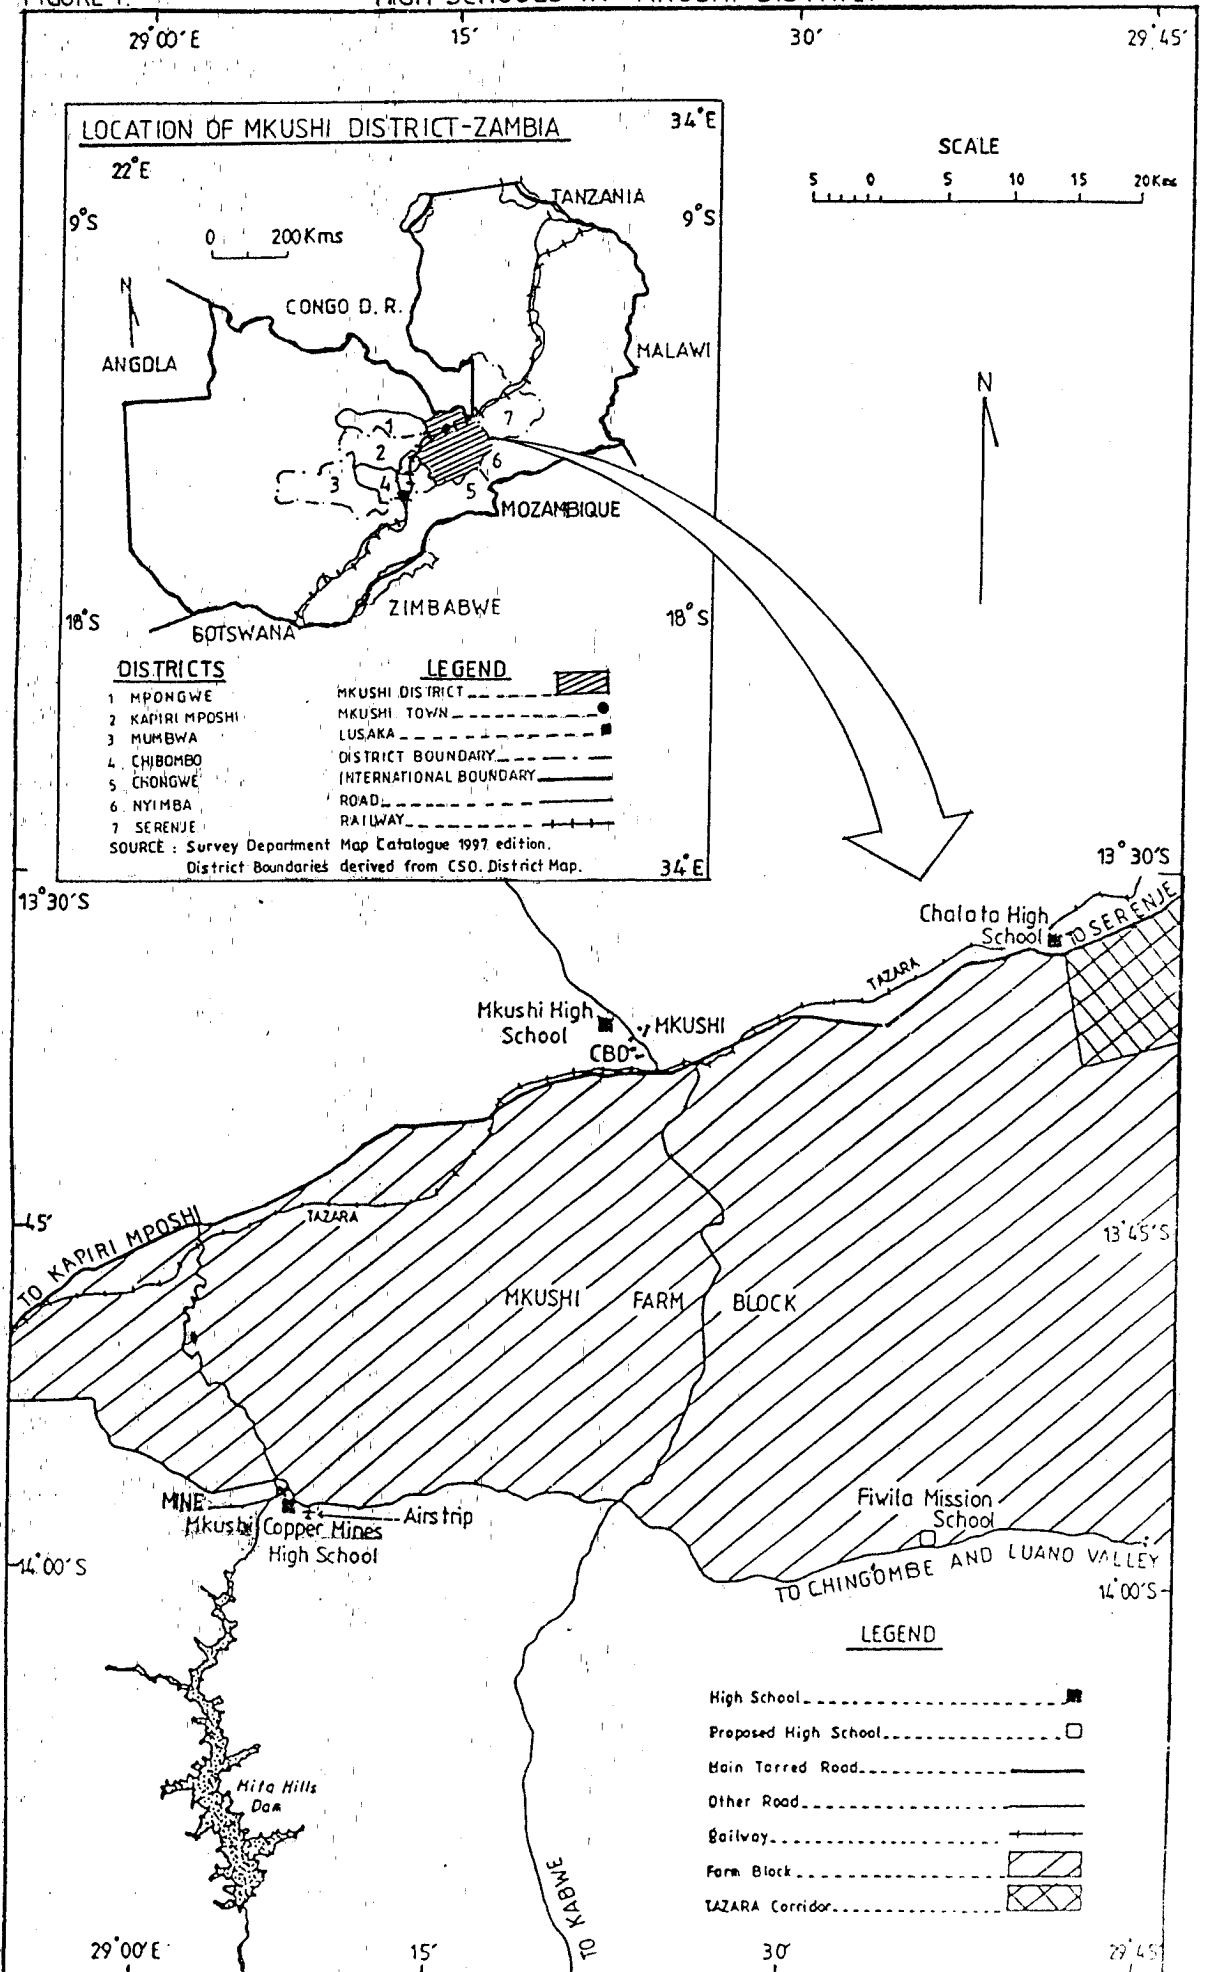 29°00'E
15'
30'
29°45'
LOCATION OF MKUSHI DISTRICT-ZAMBIA
34°E
22°E
9°S
9°S
0 200Kms
TANZANIA
N
CONGO D.R.
ANGOLA
MALAWI
1
2
3
4
5
6
7
MOZAMBIQUE
ZIMBABWE
18°S
18°S
BOTSWANA
DISTRICTS
1 MPONGWE
2 KAPIRI MPOSHI
3 MUMBWA
4 CHIBOMBO
5 CHONGWE
6 NYIMBA
7 SERENJE
LEGEND
MKUSHI DISTRICT
MKUSHI TOWN
LUSAKA
DISTRICT BOUNDARY
INTERNATIONAL BOUNDARY
ROAD
RAILWAY
SOURCE : Survey Department Map Catalogue 1997 edition.
District Boundaries derived from CSO. District Map.
34°E
SCALE
5 0 5 10 15 20Kms
N
13°30'S
13°30'S
Chalata High
School
TO SERENJE
TAZARA
Mkushi High
School
MKUSHI
CBD
45'
13°45'S
TO KAPIRI MPOSHI
TAZARA
MKUSHI FARM BLOCK
MINE
Mkushi Copper Mines
High School
Airstrip
Fiwila Mission
School
14°00'S
14°00'S
TO CHINGOMBE AND LUANO VALLEY
Mita Hills
Dam
TO KABWE
LEGEND
High School
Proposed High School
Main Tarred Road
Other Road
Railway
Farm Block
TAZARA Corridor
29°00'E
15'
30'
29°45'